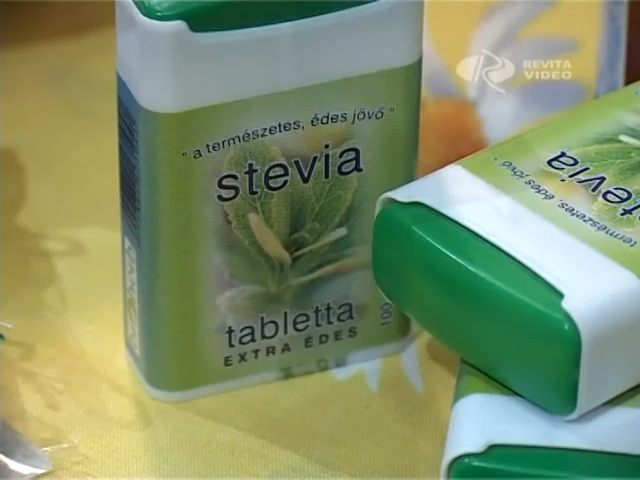 REVITA
VIDEO
" a természetes, édes jövő "
stevia
tabletta
EXTRA ÉDES
100
stevia
természetes, édes jövő "